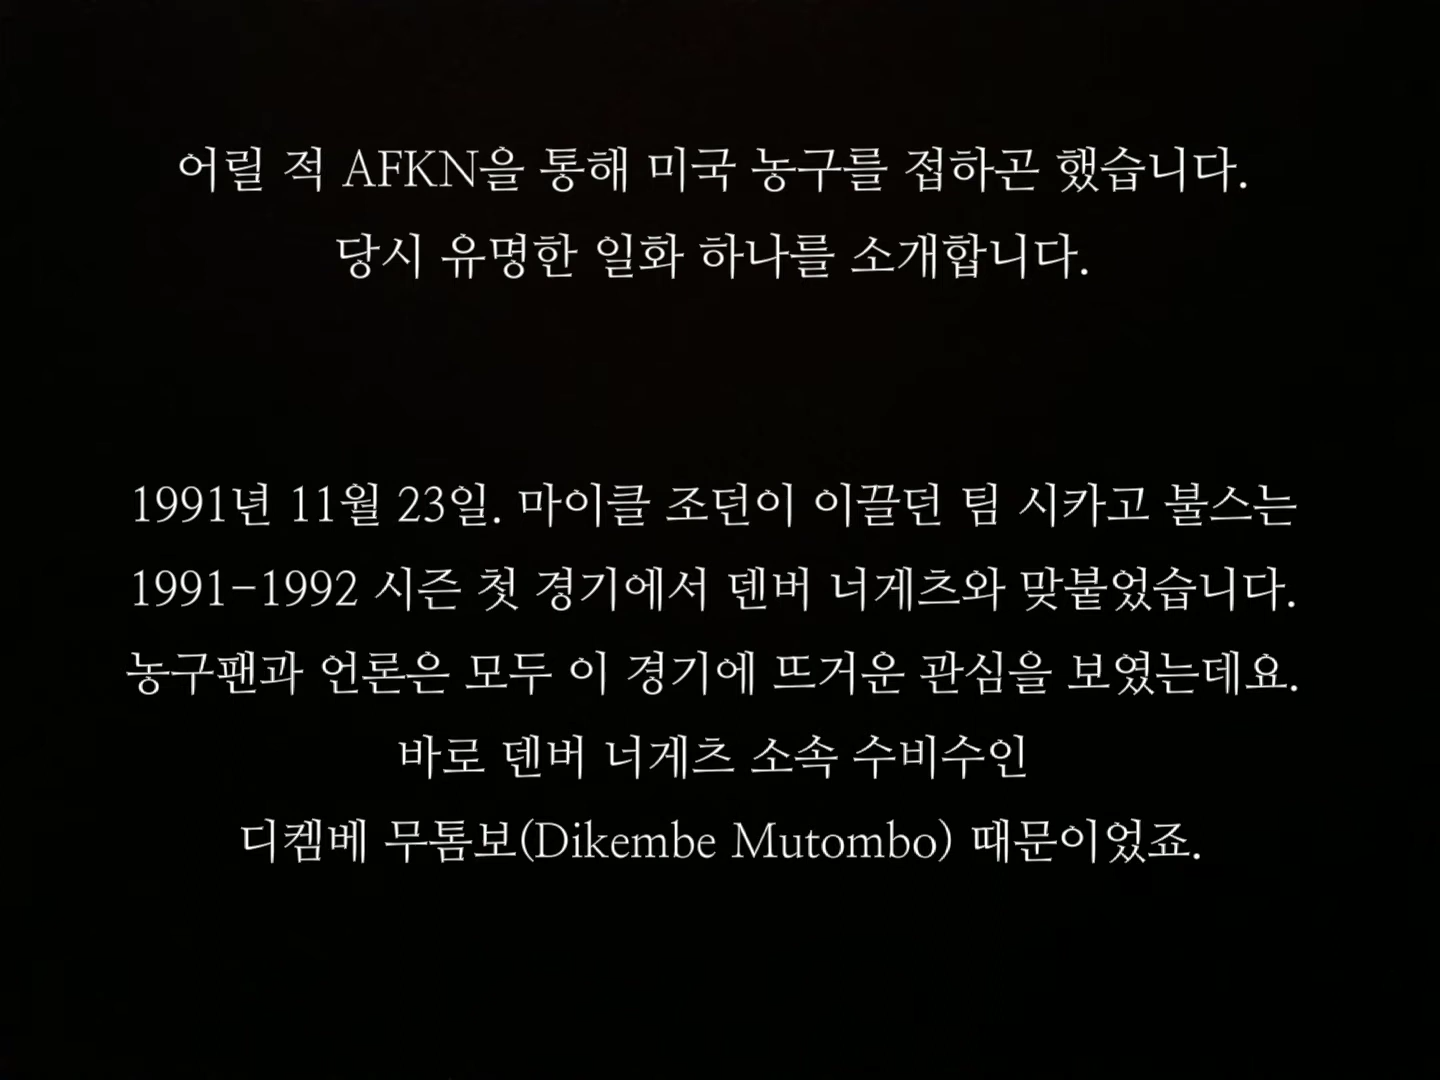 어릴 적 AFKN을 통해 미국 농구를 접하곤 했습니다.
당시 유명한 일화 하나를 소개합니다.
1991년 11월 23일. 마이클 조던이 이끌던 팀 시카고 불스는
1991-1992 시즌 첫 경기에서 덴버 너게츠와 맞붙었습니다.
농구팬과 언론은 모두 이 경기에 뜨거운 관심을 보였는데요.
바로 덴버 너게츠 소속 수비수인
디켐베 무톰보(Dikembe Mutombo) 때문이었죠.